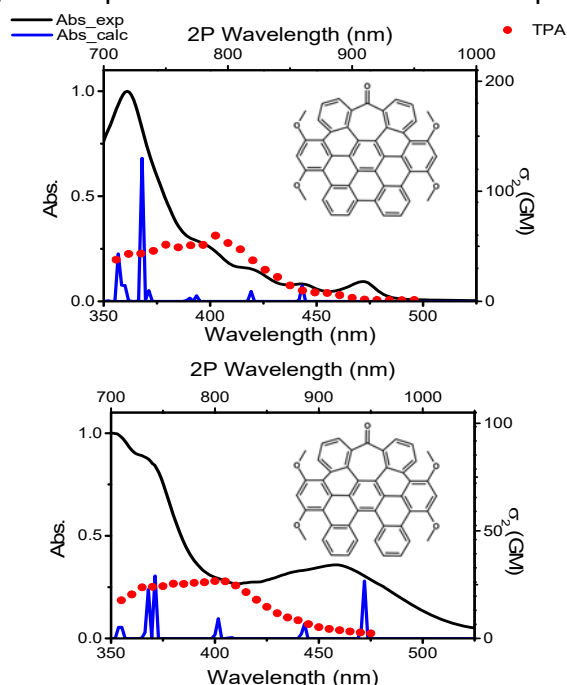 Abs_exp
Abs_calc
2P Wavelength (nm)
TPA
700 800 900 1000
1.0
0.5
0.0
Abs.
200
100
0
σ2 (GM)
O
O O
O O
350 400 450 500
Wavelength (nm)
2P Wavelength (nm)
700 800 900 1000
1.0
0.5
0.0
Abs.
100
50
0
σ2 (GM)
O
O O
O O
350 400 450 500
Wavelength (nm)